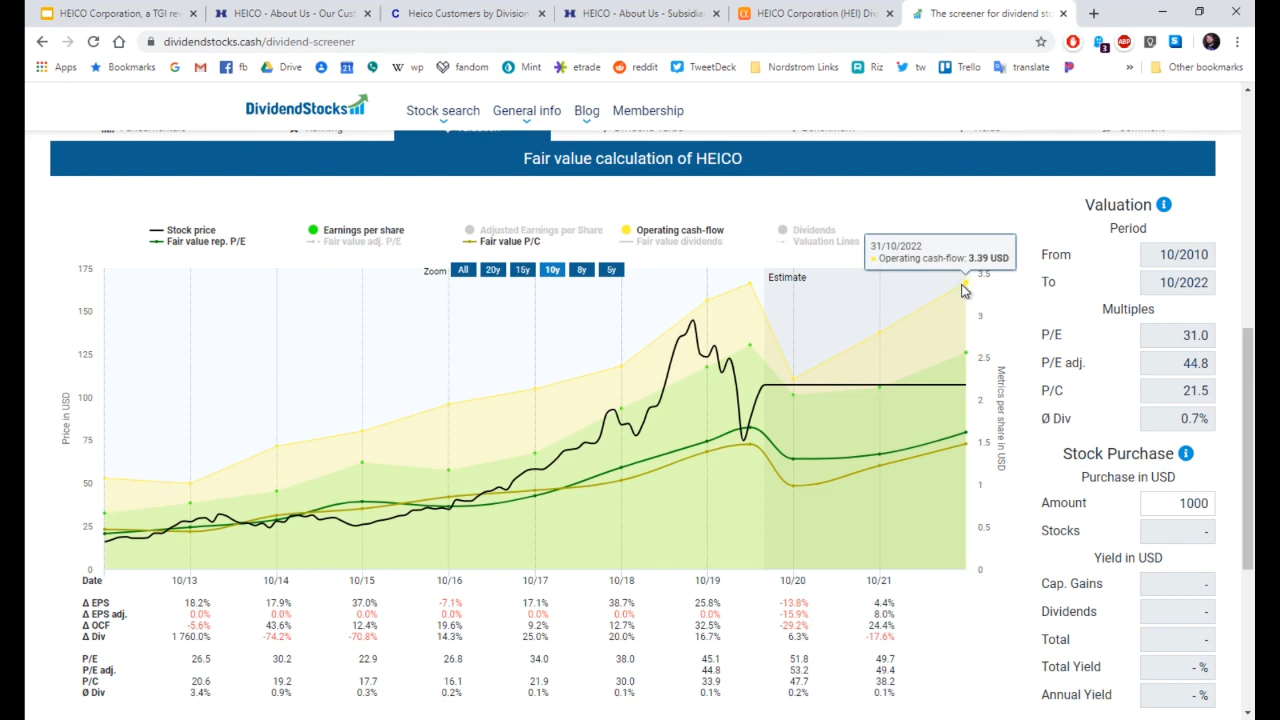 HEICO Corporation, a TGI rev
HEICO - About Us - Our Cust
Heico Customers by Division
HEICO - About Us - Subsidia
HEICO Corporation (HEI) Div
The screener for dividend sto
dividendstocks.cash/dividend-screener
3
ABP
S
Apps Bookmarks G fb Drive 21 W wp fandom Mint etrade reddit TweetDeck Nordstrom Links R Riz tw Trello translate » Other bookmarks
DividendStocks
Stock search General info Blog Membership
Fair value calculation of HEICO
Stock price Earnings per share Adjusted Earnings per Share Operating cash-flow Dividends
Fair value rep. P/E Fair value adj. P/E Fair value P/C Fair value dividends Valuation Lines
Zoom All 20y 15y 10y 8y 5y
31/10/2022
Operating cash-flow: 3.39 USD
Estimate
Price in USD
175
150
125
100
75
50
25
0
Metrics per share in USD
3.5
3
2.5
2
1.5
1
0.5
0
Date 10/13 10/14 10/15 10/16 10/17 10/18 10/19 10/20 10/21
Δ EPS 18.2% 17.9% 37.0% -7.1% 17.1% 38.7% 25.8% -13.8% 4.4%
Δ EPS adj. 0.0% 0.0% 0.0% 0.0% 0.0% 0.0% 0.0% -15.9% 8.0%
Δ OCF -5.6% 43.6% 12.4% 19.6% 9.2% 12.7% 32.5% -29.2% 24.4%
Δ Div 1 760.0% -74.2% -70.8% 14.3% 25.0% 20.0% 16.7% 6.3% -17.6%
P/E 26.5 30.2 22.9 26.8 34.0 38.0 45.1 51.8 49.7
P/E adj. 44.8 53.2 49.4
P/C 20.6 19.2 17.7 16.1 21.9 30.0 33.9 47.7 38.2
Ø Div 3.4% 0.9% 0.3% 0.2% 0.1% 0.1% 0.1% 0.2% 0.1%
Valuation i
Period
From 10/2010
To 10/2022
Multiples
P/E 31.0
P/E adj. 44.8
P/C 21.5
Ø Div 0.7%
Stock Purchase i
Purchase in USD
Amount 1000
Stocks -
Yield in USD
Cap. Gains -
Dividends -
Total -
Total Yield - %
Annual Yield - %